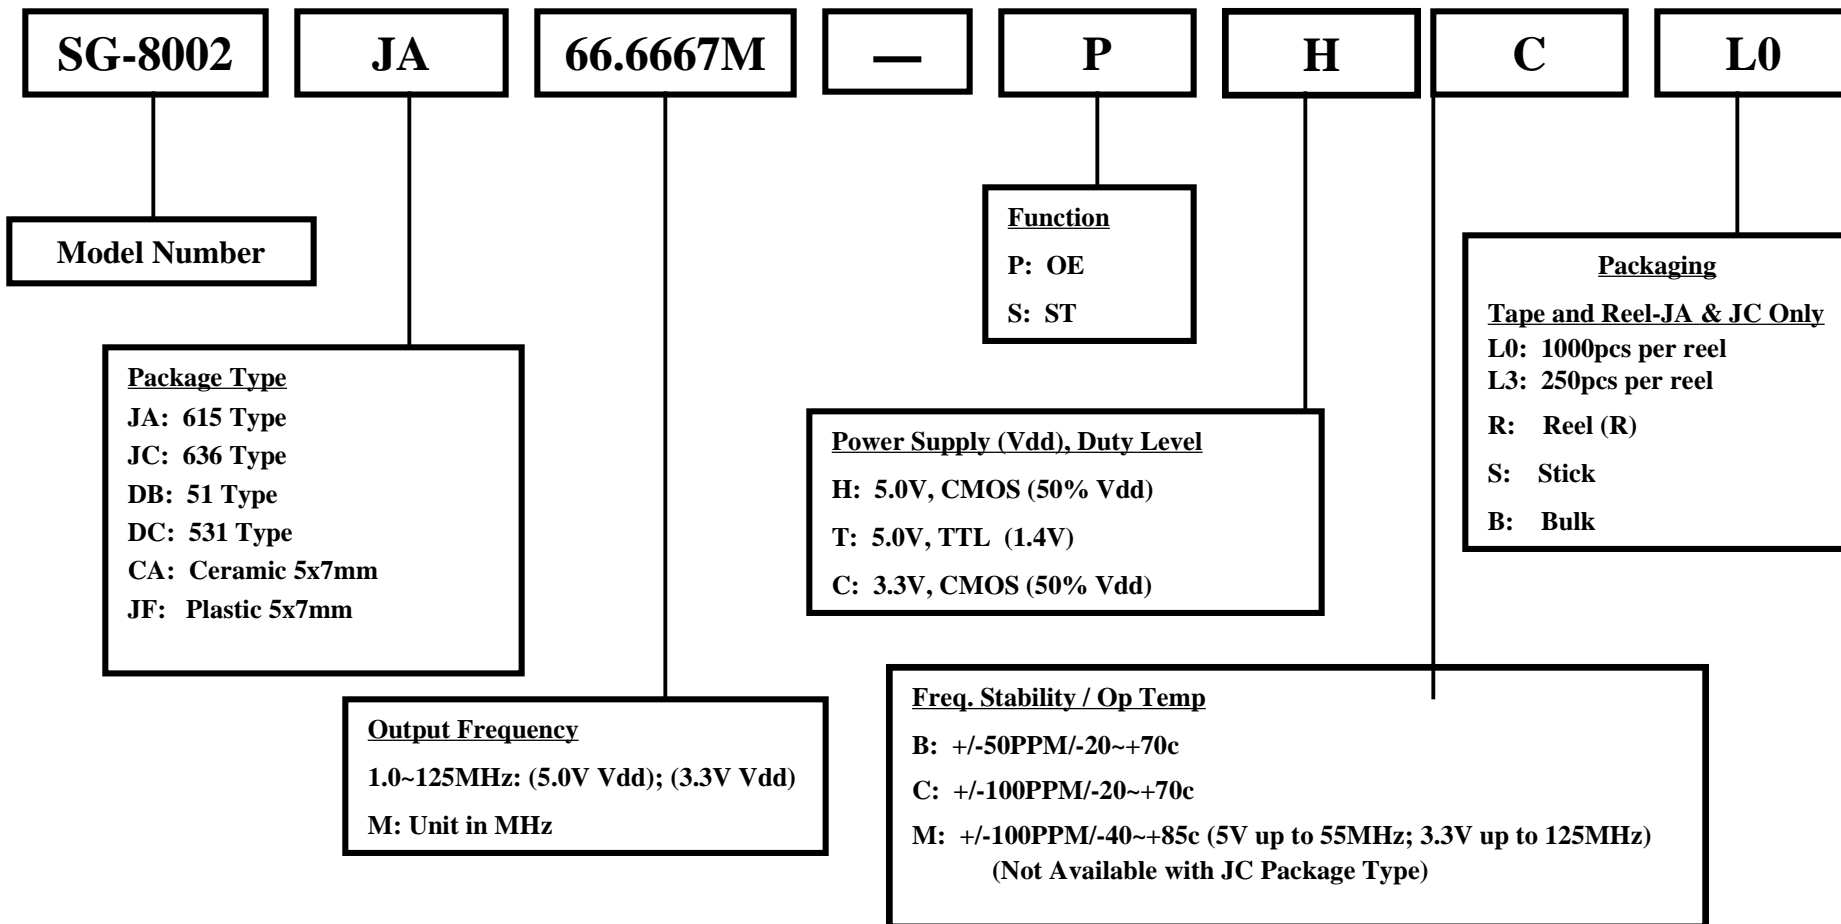 SG-8002 JA 66.6667M — P H C L0
Model Number
Package Type
JA: 615 Type
JC: 636 Type
DB: 51 Type
DC: 531 Type
CA: Ceramic 5x7mm
JF: Plastic 5x7mm
Output Frequency
1.0~125MHz: (5.0V Vdd); (3.3V Vdd)
M: Unit in MHz
Function
P: OE
S: ST
Power Supply (Vdd), Duty Level
H: 5.0V, CMOS (50% Vdd)
T: 5.0V, TTL (1.4V)
C: 3.3V, CMOS (50% Vdd)
Freq. Stability / Op Temp
B: +/-50PPM/-20~+70c
C: +/-100PPM/-20~+70c
M: +/-100PPM/-40~+85c (5V up to 55MHz; 3.3V up to 125MHz)
(Not Available with JC Package Type)
Packaging
Tape and Reel-JA & JC Only
L0: 1000pcs per reel
L3: 250pcs per reel
R: Reel (R)
S: Stick
B: Bulk